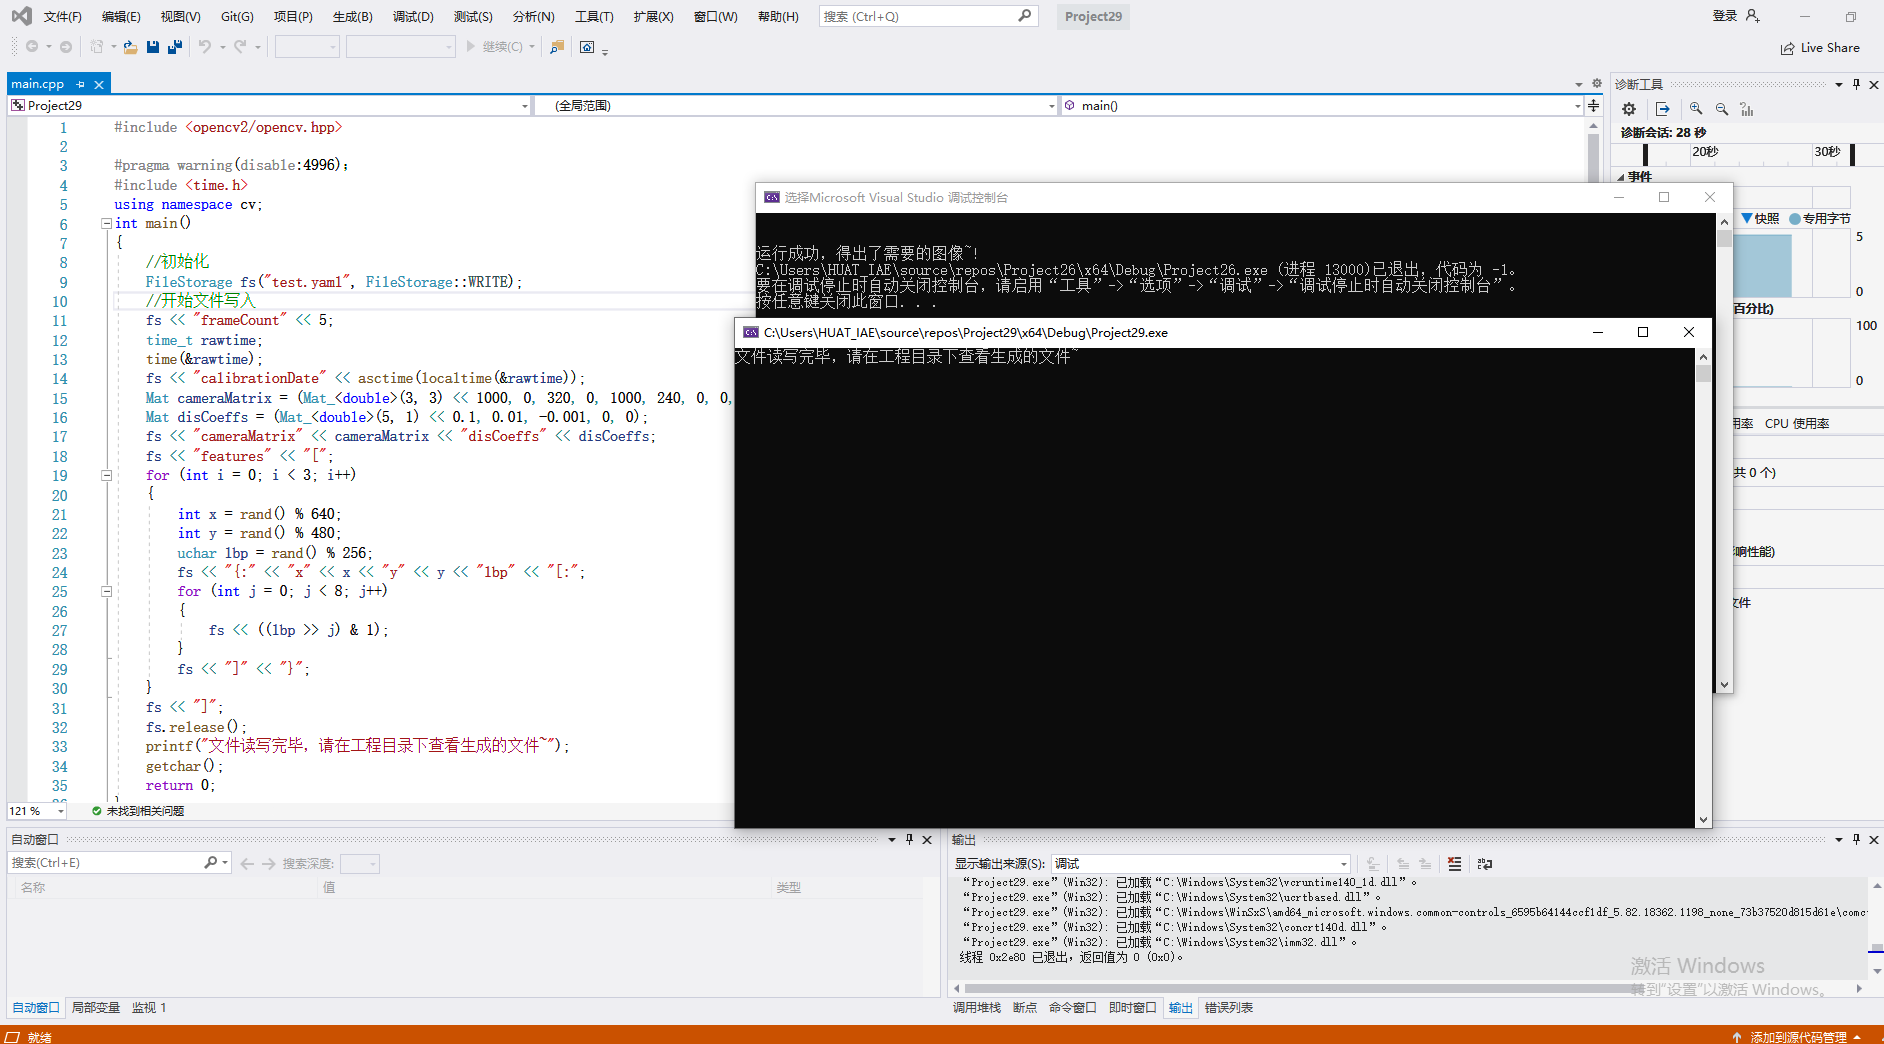 文件(F) 编辑(E) 视图(V) Git(G) 项目(P) 生成(B) 调试(D) 测试(S) 分析(N) 工具(T) 扩展(X) 窗口(W) 帮助(H) 搜索 (Ctrl+Q) Project29 登录
继续(C) Live Share
main.cpp
Project29 (全局范围) main()
1 #include <opencv2/opencv.hpp>
2
3 #pragma warning(disable:4996);
4 #include <time.h>
5 using namespace cv;
6 int main()
7 {
8 //初始化
9 FileStorage fs("test.yaml", FileStorage::WRITE);
10 //开始文件写入
11 fs << "frameCount" << 5;
12 time_t rawtime;
13 time(&rawtime);
14 fs << "calibrationDate" << asctime(localtime(&rawtime));
15 Mat cameraMatrix = (Mat_<double>(3, 3) << 1000, 0, 320, 0, 1000, 240, 0, 0,
16 Mat disCoeffs = (Mat_<double>(5, 1) << 0.1, 0.01, -0.001, 0, 0);
17 fs << "cameraMatrix" << cameraMatrix << "disCoeffs" << disCoeffs;
18 fs << "features" << "[";
19 for (int i = 0; i < 3; i++)
20 {
21 int x = rand() % 640;
22 int y = rand() % 480;
23 uchar lbp = rand() % 256;
24 fs << "{:" << "x" << x << "y" << y << "lbp" << "[:";
25 for (int j = 0; j < 8; j++)
26 {
27 fs << ((lbp >> j) & 1);
28 }
29 fs << "]" << "}";
30 }
31 fs << "]";
32 fs.release();
33 printf("文件读写完毕，请在工程目录下查看生成的文件~");
34 getchar();
35 return 0;
121 % 未找到相关问题
选择Microsoft Visual Studio 调试控制台
运行成功，得出了需要的图像~!
C:\Users\HUAT_IAE\source\repos\Project26\x64\Debug\Project26.exe (进程 13000)已退出，代码为 -1。
要在调试停止时自动关闭控制台，请启用“工具”->“选项”->“调试”->“调试停止时自动关闭控制台”。
按任意键关闭此窗口. . .
C:\Users\HUAT_IAE\source\repos\Project29\x64\Debug\Project29.exe
文件读写完毕，请在工程目录下查看生成的文件~
诊断工具
诊断会话: 28 秒
20秒 30秒
事件
快照 专用字节
5
0
百分比)
100
0
用率 CPU 使用率
共 0 个)
响性能)
文件
自动窗口
搜索(Ctrl+E) 搜索深度:
名称 值 类型
自动窗口 局部变量 监视 1
输出
显示输出来源(S): 调试
“Project29.exe”(Win32): 已加载“C:\Windows\System32\vcruntime140_1d.dll”。
“Project29.exe”(Win32): 已加载“C:\Windows\System32\ucrtbased.dll”。
“Project29.exe”(Win32): 已加载“C:\Windows\WinSxS\amd64_microsoft.windows.common-controls_6595b64144ccf1df_5.82.18362.1198_none_73b37520d815d61e\comc
“Project29.exe”(Win32): 已加载“C:\Windows\System32\concrt140d.dll”。
“Project29.exe”(Win32): 已加载“C:\Windows\System32\imm32.dll”。
线程 0x2e80 已退出，返回值为 0 (0x0)。
激活 Windows
转到“设置”以激活 Windows。
调用堆栈 断点 命令窗口 即时窗口 输出 错误列表
就绪 添加到源代码管理